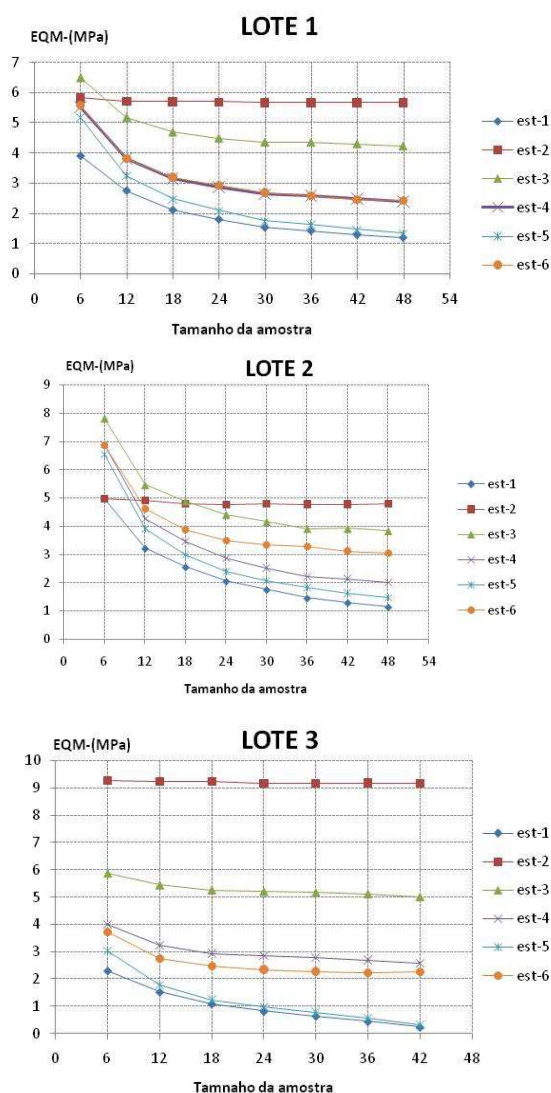 LOTE 1
EQM-(MPa)
7
6
5
4
3
2
1
0
0 6 12 18 24 30 36 42 48 54
Tamanho da amostra
est-1
est-2
est-3
est-4
est-5
est-6
LOTE 2
EQM-(MPa)
9
8
7
6
5
4
3
2
1
0
0 6 12 18 24 30 36 42 48 54
Tamanho da amostra
est-1
est-2
est-3
est-4
est-5
est-6
LOTE 3
EQM-(MPa)
10
9
8
7
6
5
4
3
2
1
0
0 6 12 18 24 30 36 42 48
Tamnaho da amostra
est-1
est-2
est-3
est-4
est-5
est-6